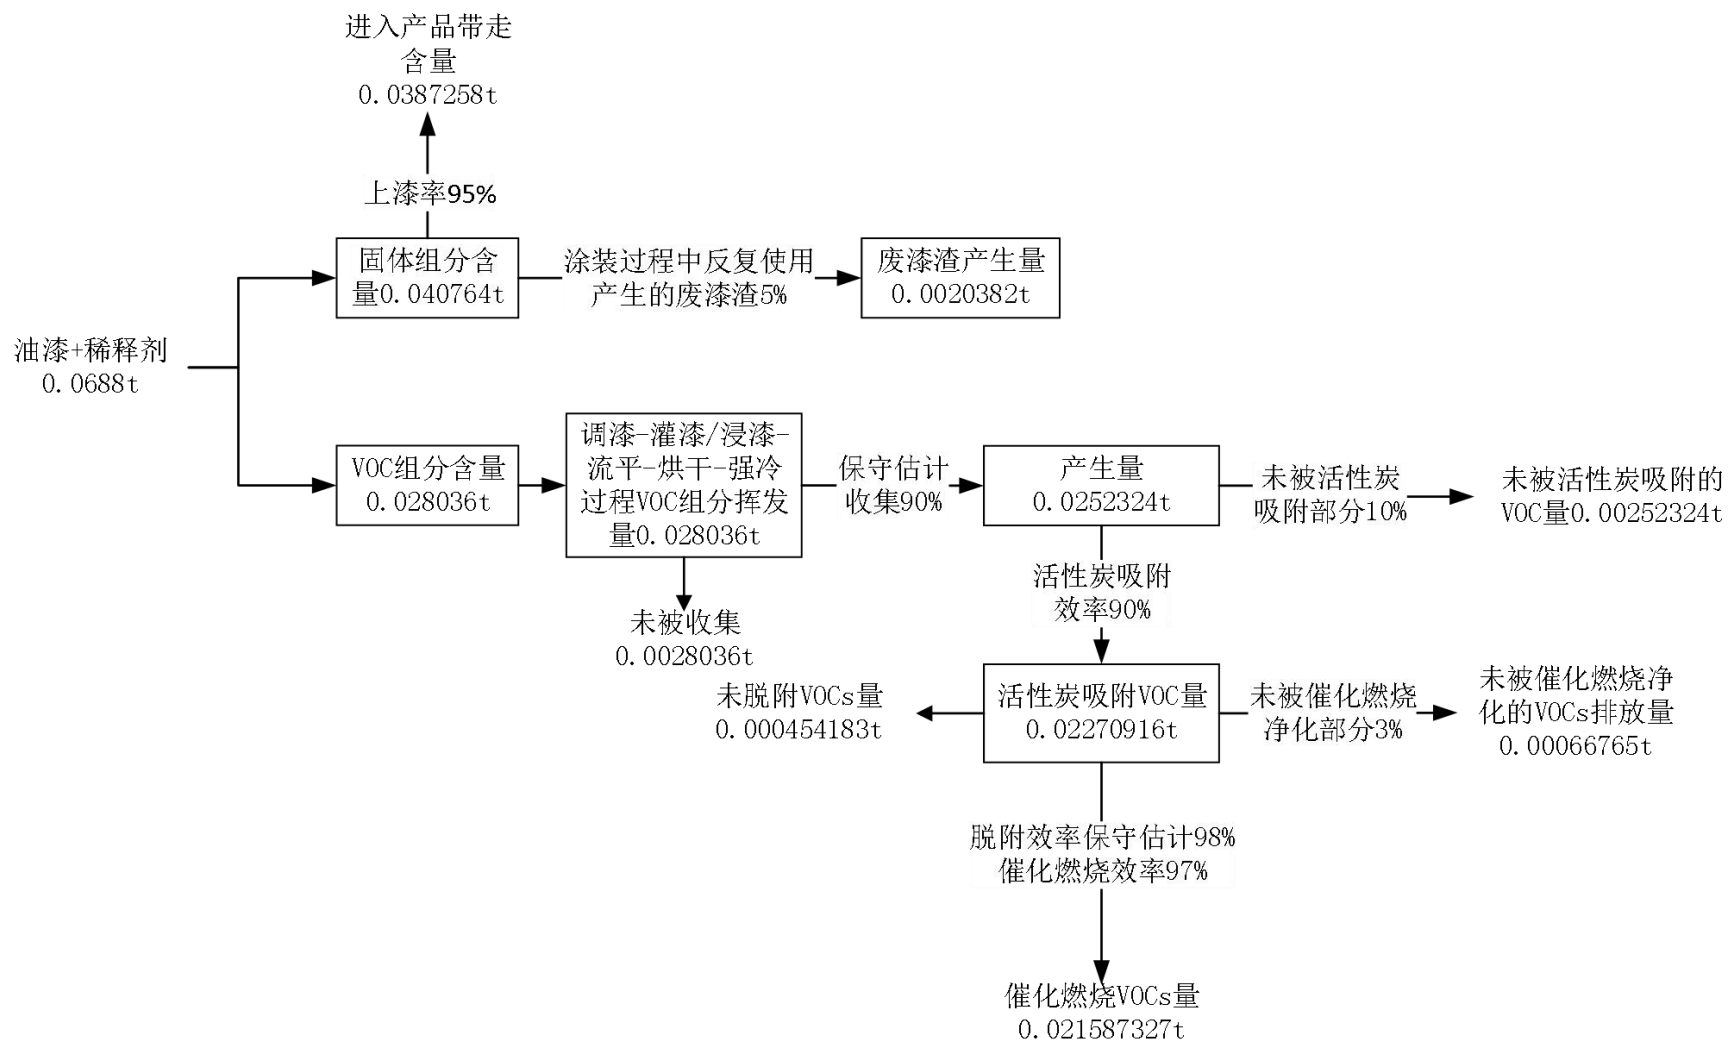 进入产品带走
含量
0.0387258t
上漆率95%
固体组分含
量0.040764t
涂装过程中反复使用
产生的废漆渣5%
废漆渣产生量
0.0020382t
油漆+稀释剂
0.0688t
VOC组分含量
0.028036t
调漆-灌漆/浸漆-
流平-烘干-强冷
过程VOC组分挥发
量0.028036t
保守估计
收集90%
产生量
0.0252324t
未被活性炭
吸附部分10%
未被活性炭吸附的
VOC量0.00252324t
未被收集
0.0028036t
活性炭吸附
效率90%
未脱附VOCs量
0.000454183t
活性炭吸附VOC量
0.02270916t
未被催化燃烧
净化部分3%
未被催化燃烧净
化的VOCs排放量
0.00066765t
脱附效率保守估计98%
催化燃烧效率97%
催化燃烧VOCs量
0.021587327t